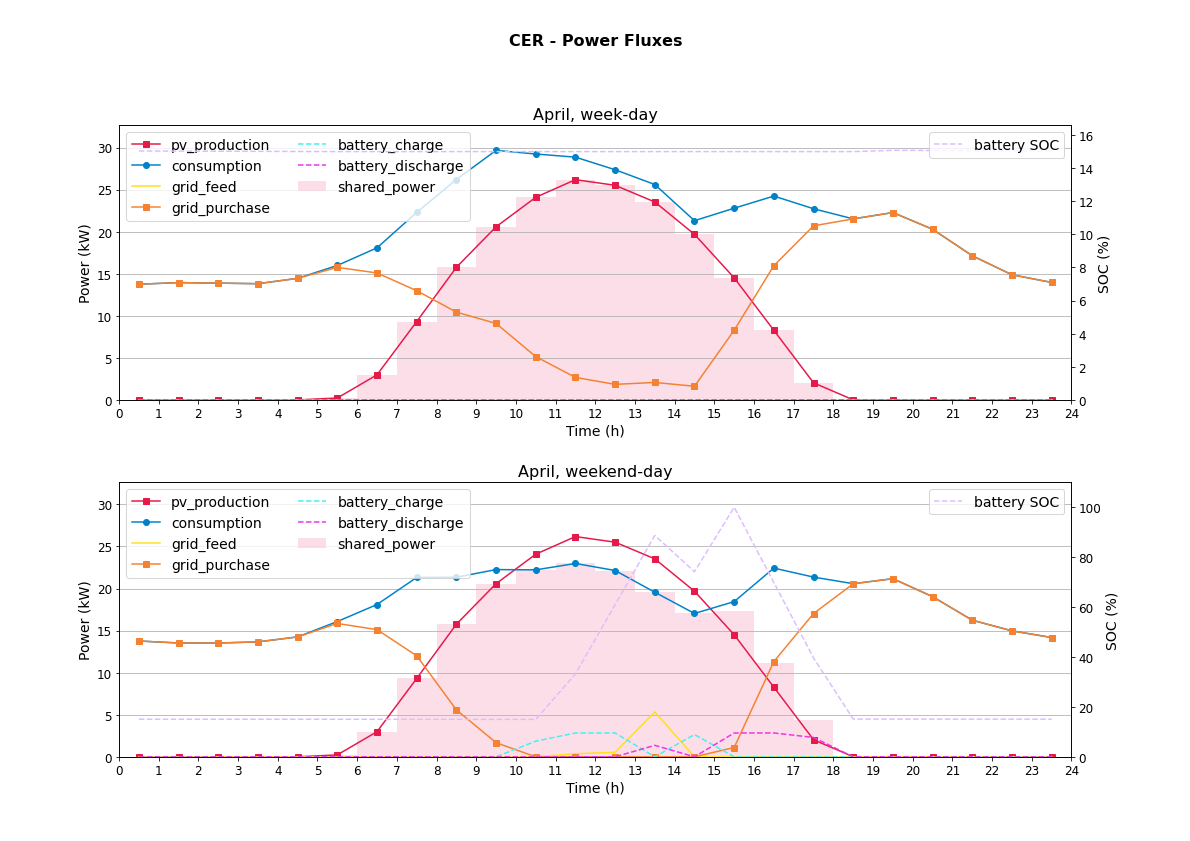 CER - Power Fluxes
April, week-day
pv_production
consumption
grid_feed
grid_purchase
battery_charge
battery_discharge
shared_power
battery SOC
Power (kW)
30
25
20
15
10
5
0
16
14
12
10
8
6
4
2
0
SOC (%)
0 1 2 3 4 5 6 7 8 9 10 11 12 13 14 15 16 17 18 19 20 21 22 23 24
Time (h)
April, weekend-day
pv_production
consumption
grid_feed
grid_purchase
battery_charge
battery_discharge
shared_power
battery SOC
Power (kW)
30
25
20
15
10
5
0
100
80
60
40
20
0
SOC (%)
0 1 2 3 4 5 6 7 8 9 10 11 12 13 14 15 16 17 18 19 20 21 22 23 24
Time (h)